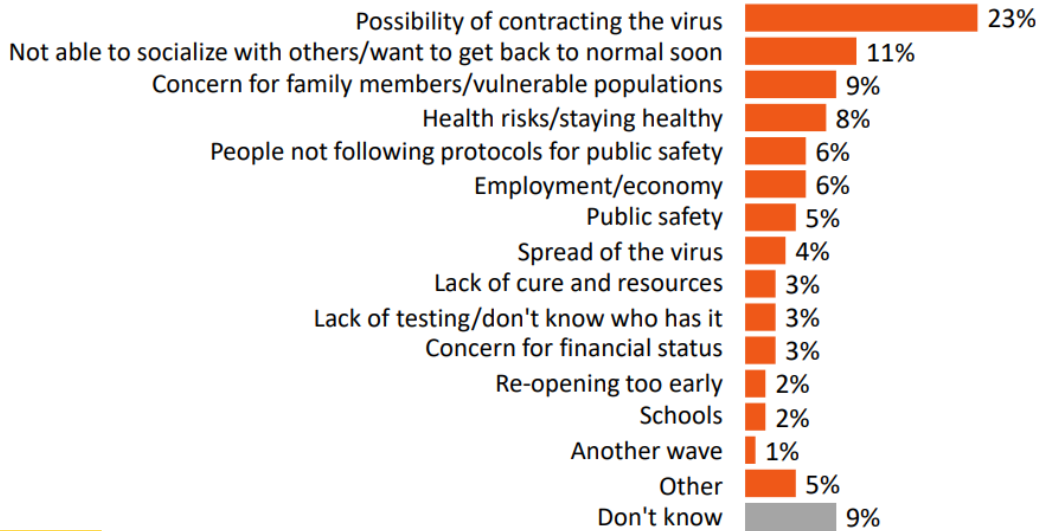 Possibility of contracting the virus 23%
Not able to socialize with others/want to get back to normal soon 11%
Concern for family members/vulnerable populations 9%
Health risks/staying healthy 8%
People not following protocols for public safety 6%
Employment/economy 6%
Public safety 5%
Spread of the virus 4%
Lack of cure and resources 3%
Lack of testing/don't know who has it 3%
Concern for financial status 3%
Re-opening too early 2%
Schools 2%
Another wave 1%
Other 5%
Don't know 9%